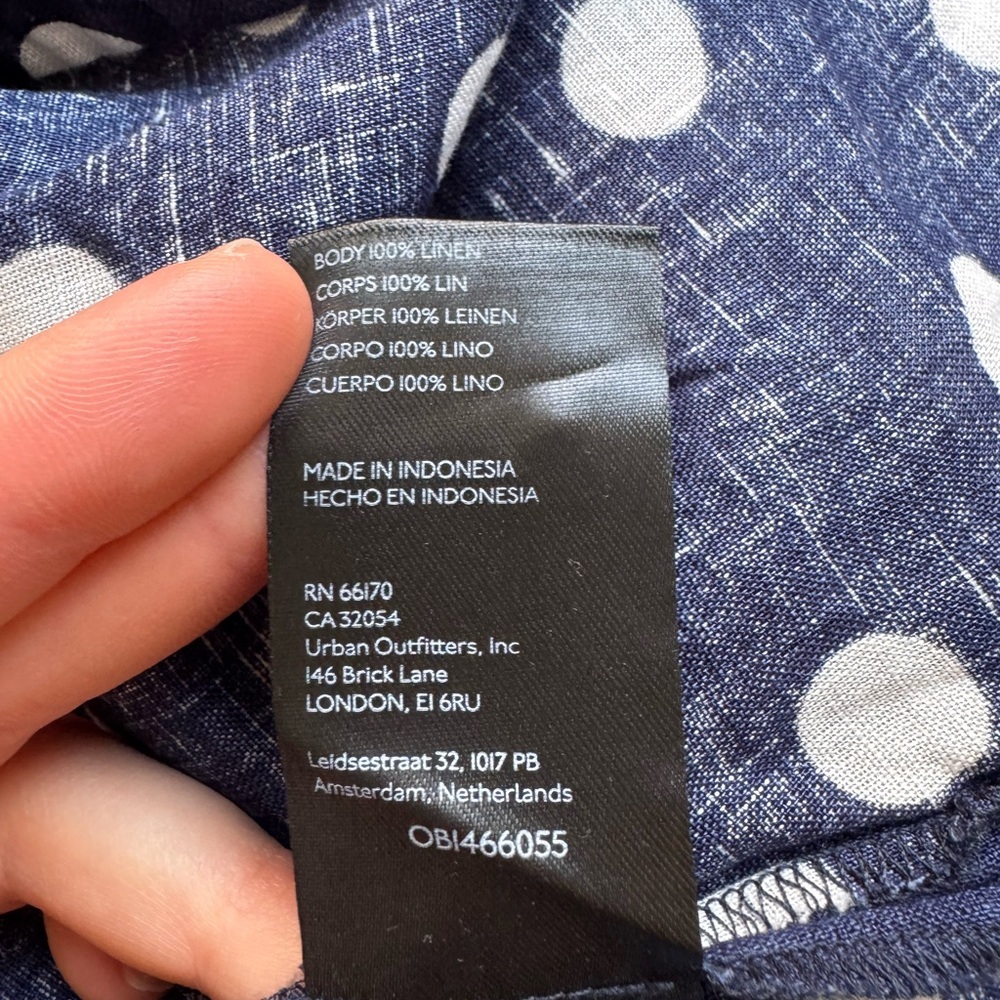 BODY 100% LINEN
CORPS 100% LIN
KÖRPER 100% LEINEN
CORPO 100% LINO
CUERPO 100% LINO
MADE IN INDONESIA
HECHO EN INDONESIA
RN 66170
CA 32054
Urban Outfitters, Inc
146 Brick Lane
LONDON, E1 6RU
Leidsestraat 32, 1017 PB
Amsterdam, Netherlands
OB1466055